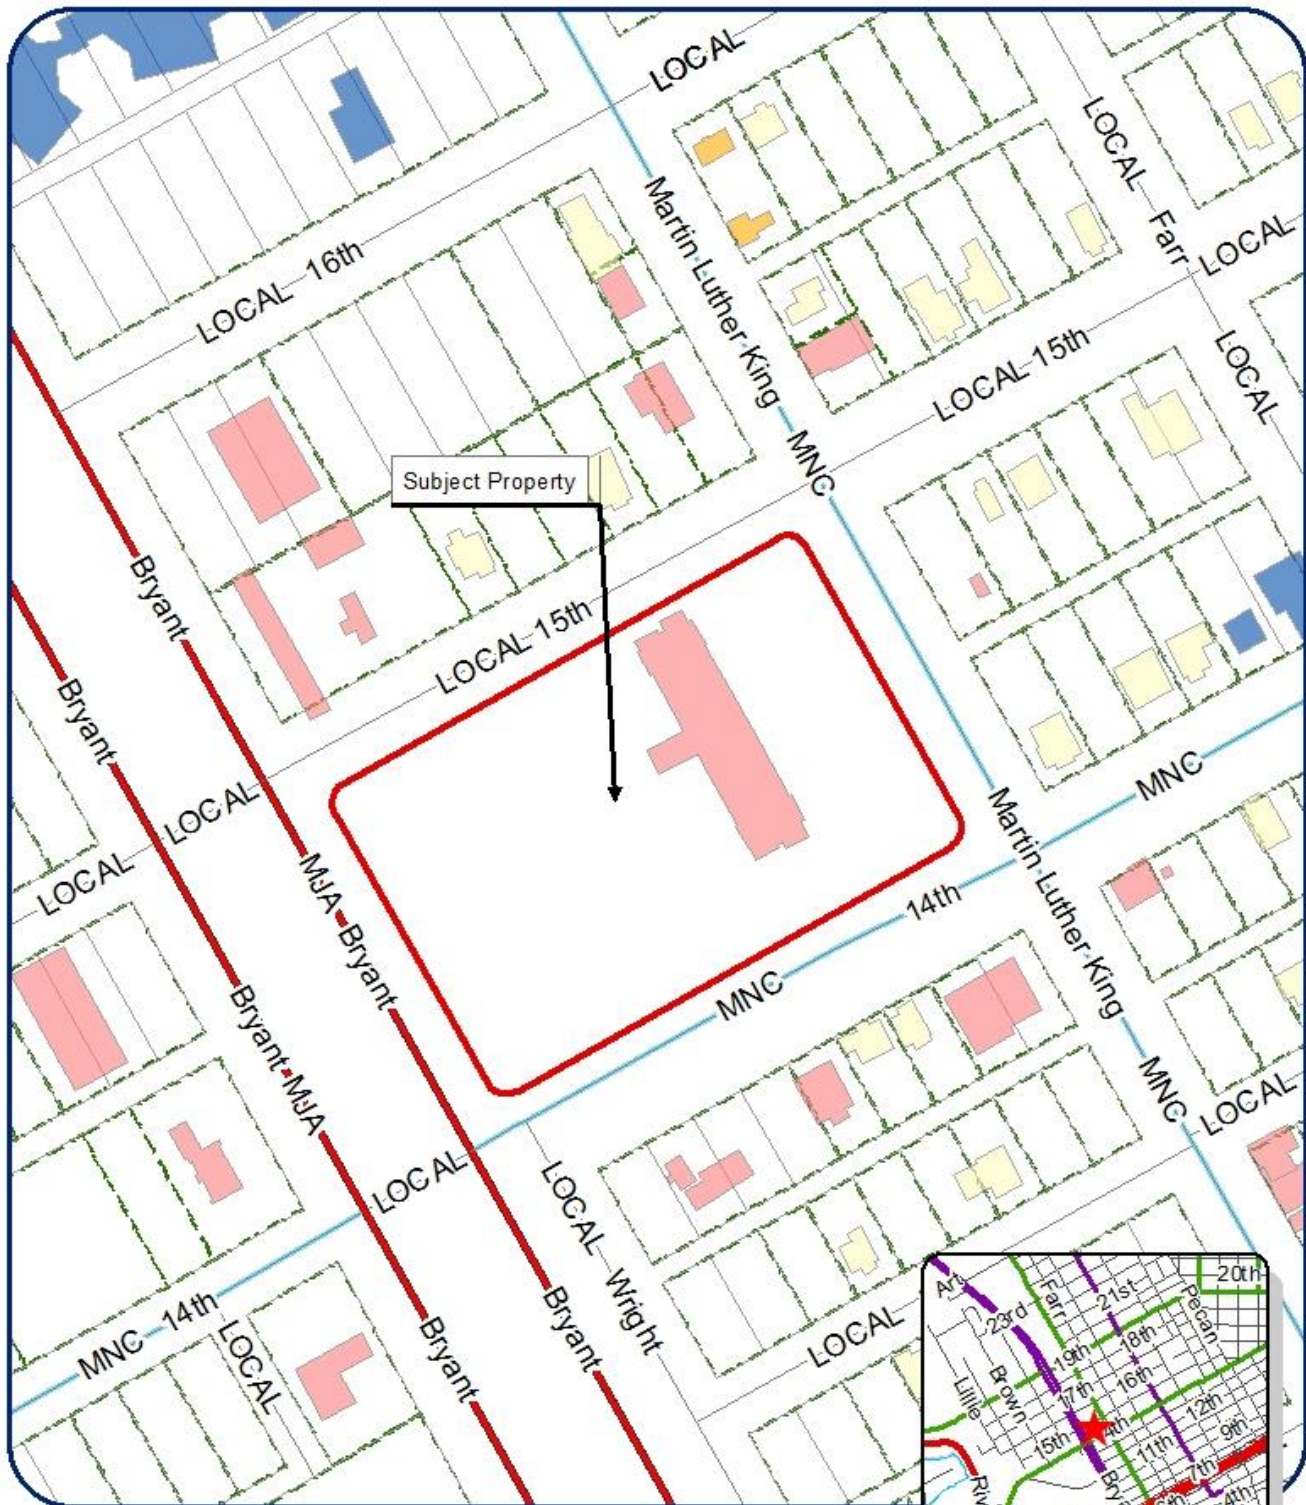 LOCAL
LOCAL
Farr
LOCAL
LOCAL 16th
Martin Luther King
LOCAL 15th
LOCAL
MNC
Subject Property
Bryant
LOCAL 15th
Bryant
MNC
LOCAL
LOCAL
MJA Bryant
Martin Luther King
14th
MNC
Bryant MJA
MNC
LOCAL
LOCAL
LOCAL Wright
MNC 14th
LOCAL
Bryant
Bryant
LOCAL
Art
Farr
21st
Pecan
20th
23rd
19th
18th
Lillie
Brown
17th
16th
12th
15th
11th
9th
7th